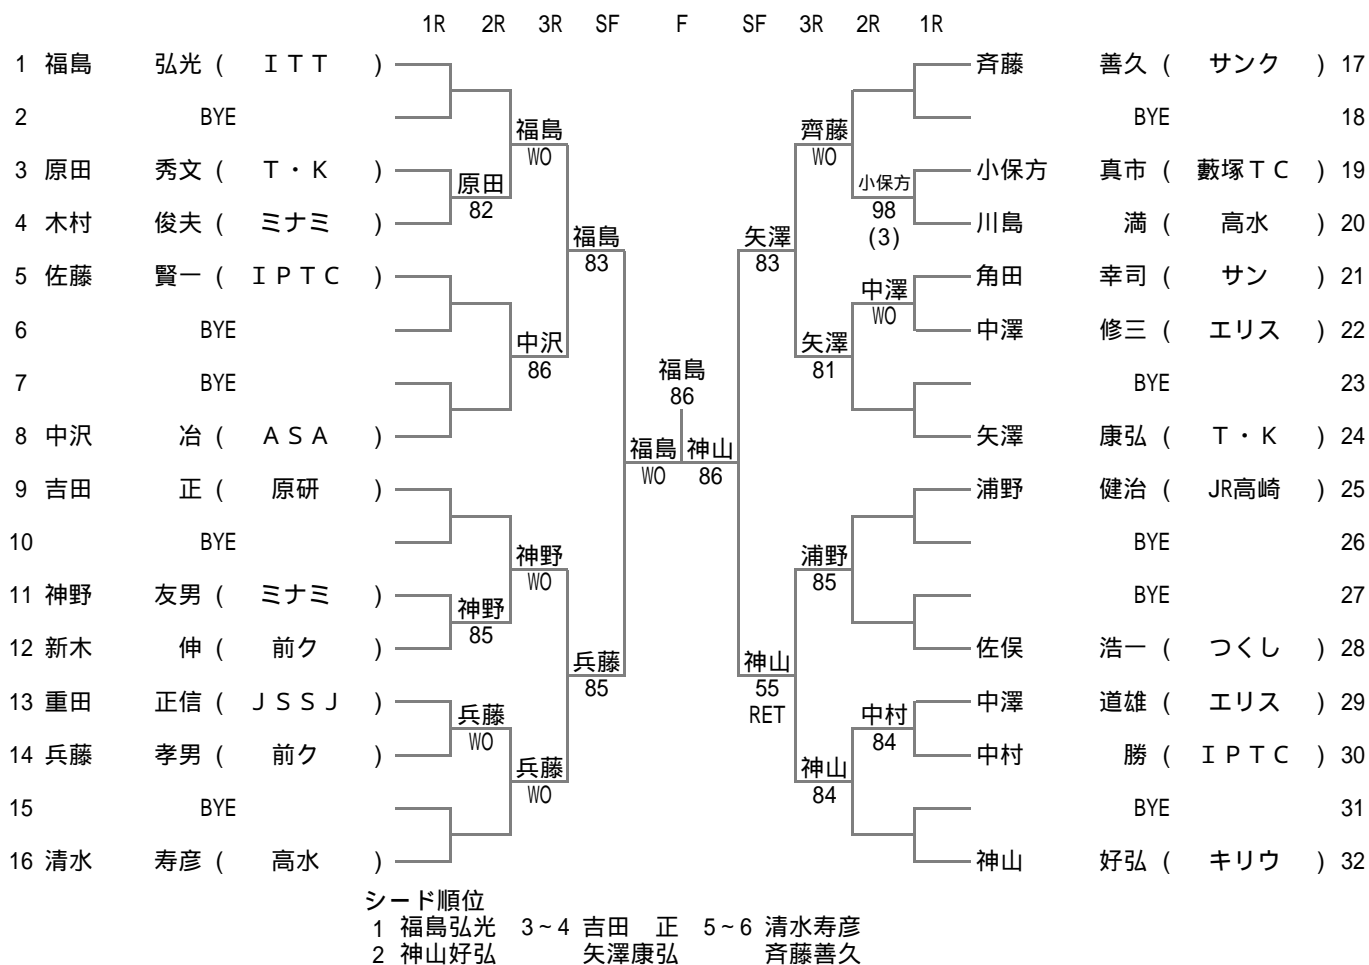 1R 2R 3R SF F SF 3R 2R 1R
1 福島 弘光 ( ＩＴＴ ) 斉藤 善久 ( サンク ) 17
2 BYE BYE 18
福島 齊藤
WO WO
3 原田 秀文 ( Ｔ・Ｋ ) 小保方 真市 (藪塚ＴＣ ) 19
原田 小保方
82 98
(3)
4 木村 俊夫 ( ミナミ ) 川島 満 ( 高水 ) 20
福島 矢澤
83 83
5 佐藤 賢一 ( ＩＰＴＣ ) 角田 幸司 ( サン ) 21
中澤
WO
6 BYE 中澤 修三 ( エリス ) 22
中沢 矢澤
86 81
福島
86
7 BYE BYE 23
8 中沢 冶 ( ＡＳＡ ) 矢澤 康弘 ( Ｔ・Ｋ ) 24
福島 神山
WO 86
9 吉田 正 ( 原研 ) 浦野 健治 ( JR高崎 ) 25
10 BYE BYE 26
神野 浦野
WO 85
11 神野 友男 ( ミナミ ) BYE 27
神野
85
12 新木 伸 ( 前ク ) 佐俣 浩一 ( つくし ) 28
兵藤 神山
85 55
RET
13 重田 正信 ( ＪＳＳＪ ) 中澤 道雄 ( エリス ) 29
兵藤 中村
WO 84
14 兵藤 孝男 ( 前ク ) 中村 勝 ( ＩＰＴＣ ) 30
兵藤 神山
WO 84
15 BYE BYE 31
16 清水 寿彦 ( 高水 ) 神山 好弘 ( キリウ ) 32
シード順位
1 福島弘光 3~4 吉田 正 5~6 清水寿彦
2 神山好弘 矢澤康弘 斉藤善久